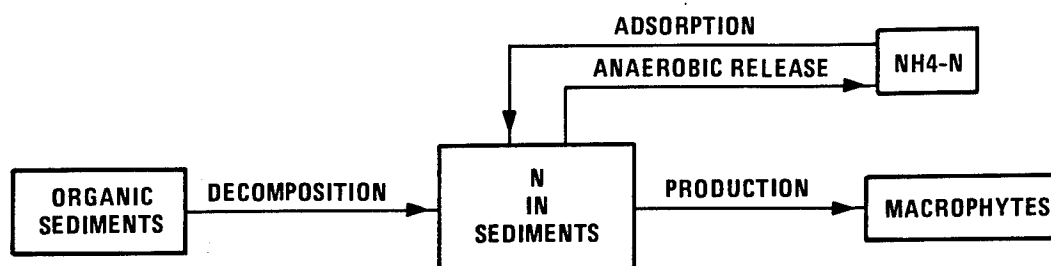 ADSORPTION
ANAEROBIC RELEASE
NH4-N
ORGANIC
SEDIMENTS
DECOMPOSITION
N
IN
SEDIMENTS
PRODUCTION
MACROPHYTES